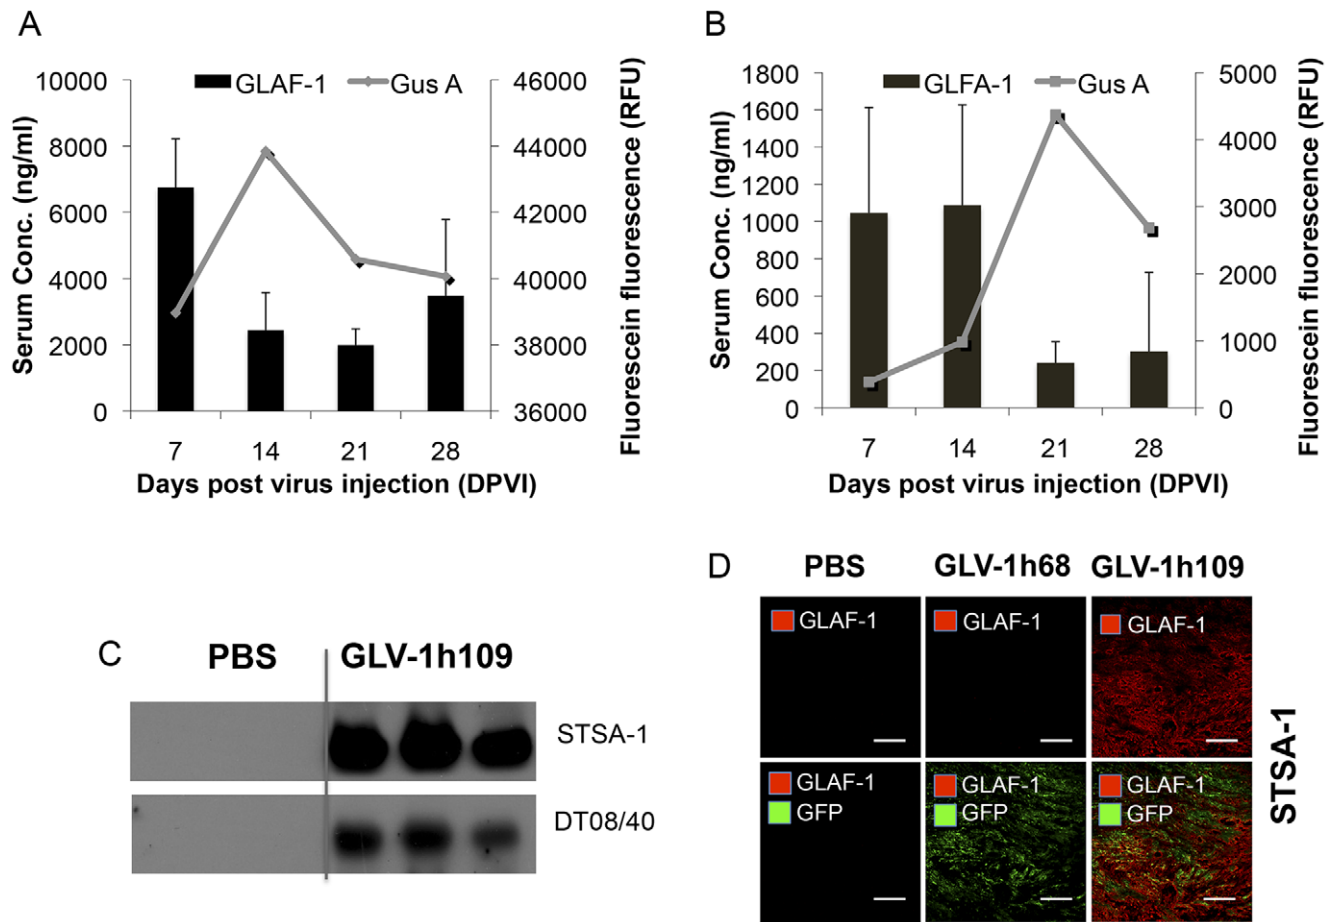 A
GLAF-1
Gus A
10000
8000
6000
4000
2000
0
Serum Conc. (ng/ml)
46000
44000
42000
40000
38000
36000
Fluorescein fluorescence (RFU)
7 14 21 28
Days post virus injection (DPVI)
B
GLFA-1
Gus A
1800
1600
1400
1200
1000
800
600
400
200
0
Serum Conc. (ng/ml)
5000
4000
3000
2000
1000
0
Fluorescein fluorescence (RFU)
7 14 21 28
Days post virus injection (DPVI)
C
PBS
GLV-1h109
STSA-1
DT08/40
D
PBS
GLV-1h68
GLV-1h109
GLAF-1
GLAF-1
GLAF-1
GLAF-1
GFP
GLAF-1
GFP
GLAF-1
GFP
STSA-1